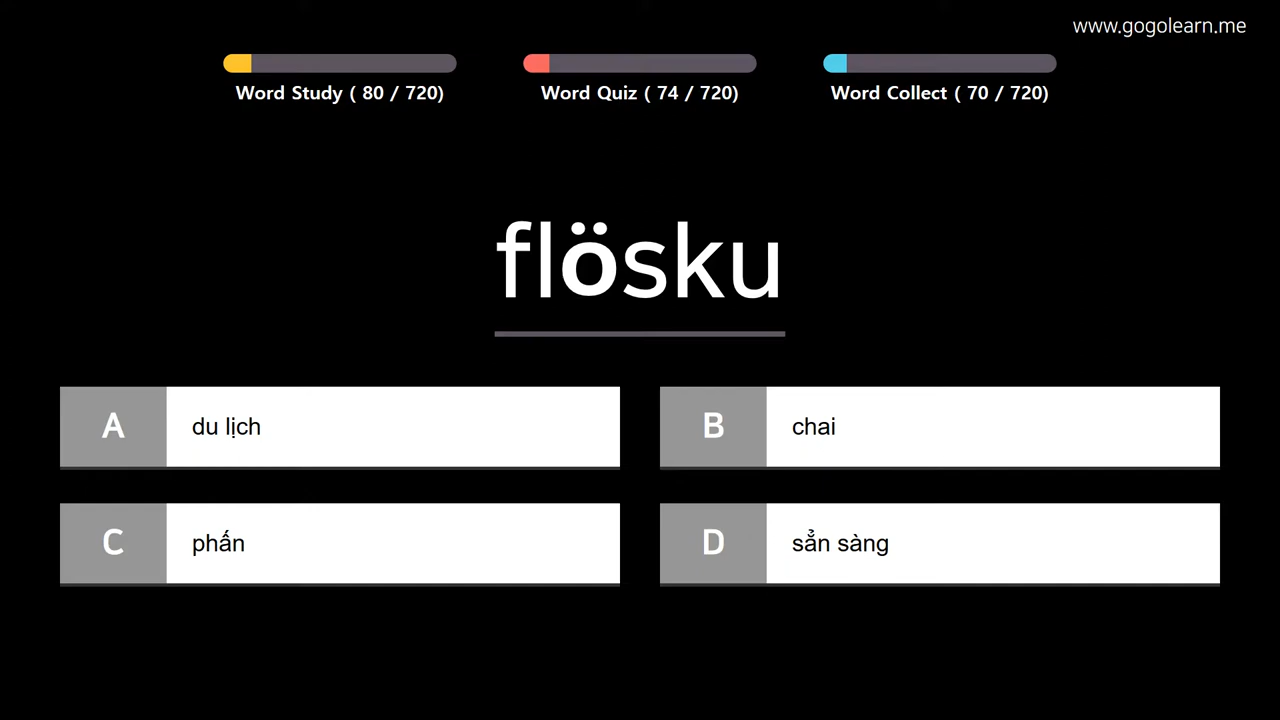 www.gogolearn.me
Word Study ( 80 / 720)
Word Quiz ( 74 / 720)
Word Collect ( 70 / 720)
flösku
A du lịch
B chai
C phấn
D sẳn sàng